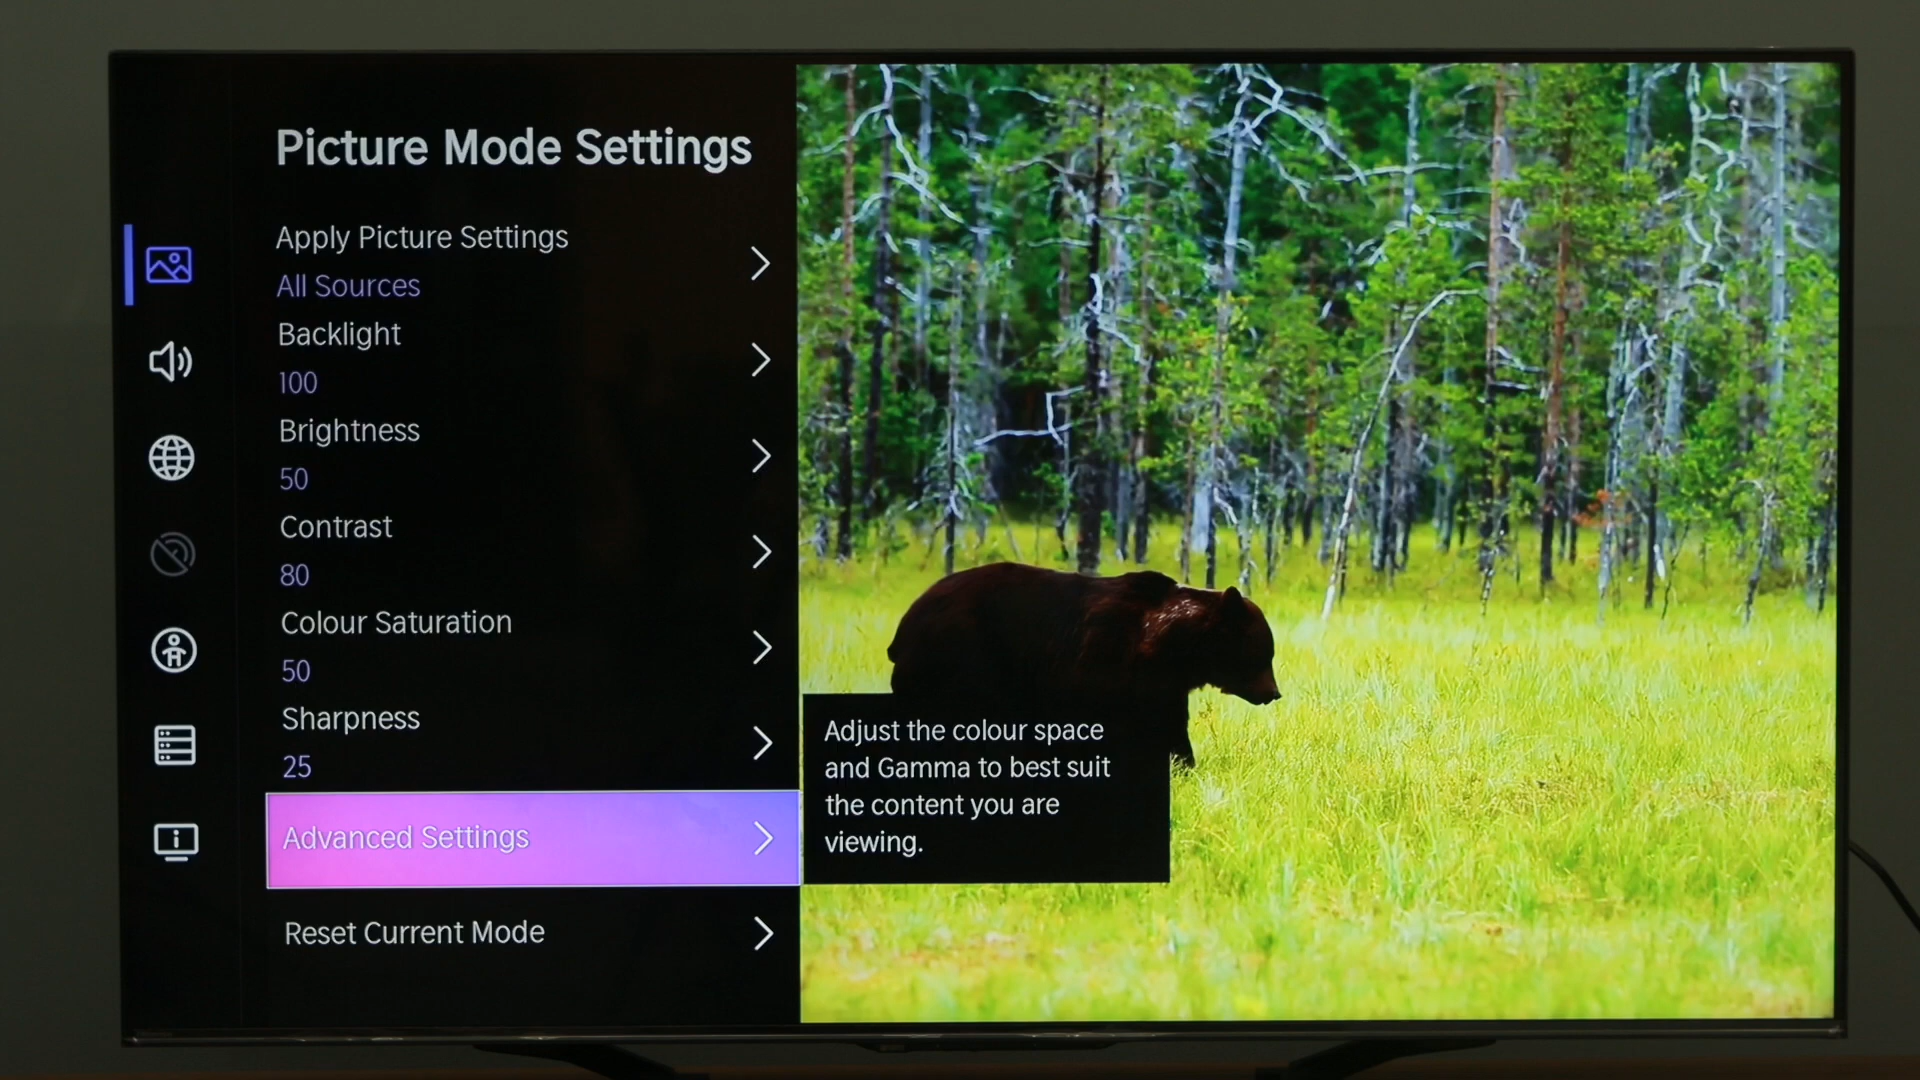 Picture Mode Settings
Apply Picture Settings
All Sources
Backlight
100
Brightness
50
Contrast
80
Colour Saturation
50
Sharpness
25
Advanced Settings
Reset Current Mode
Adjust the colour space
and Gamma to best suit
the content you are
viewing.